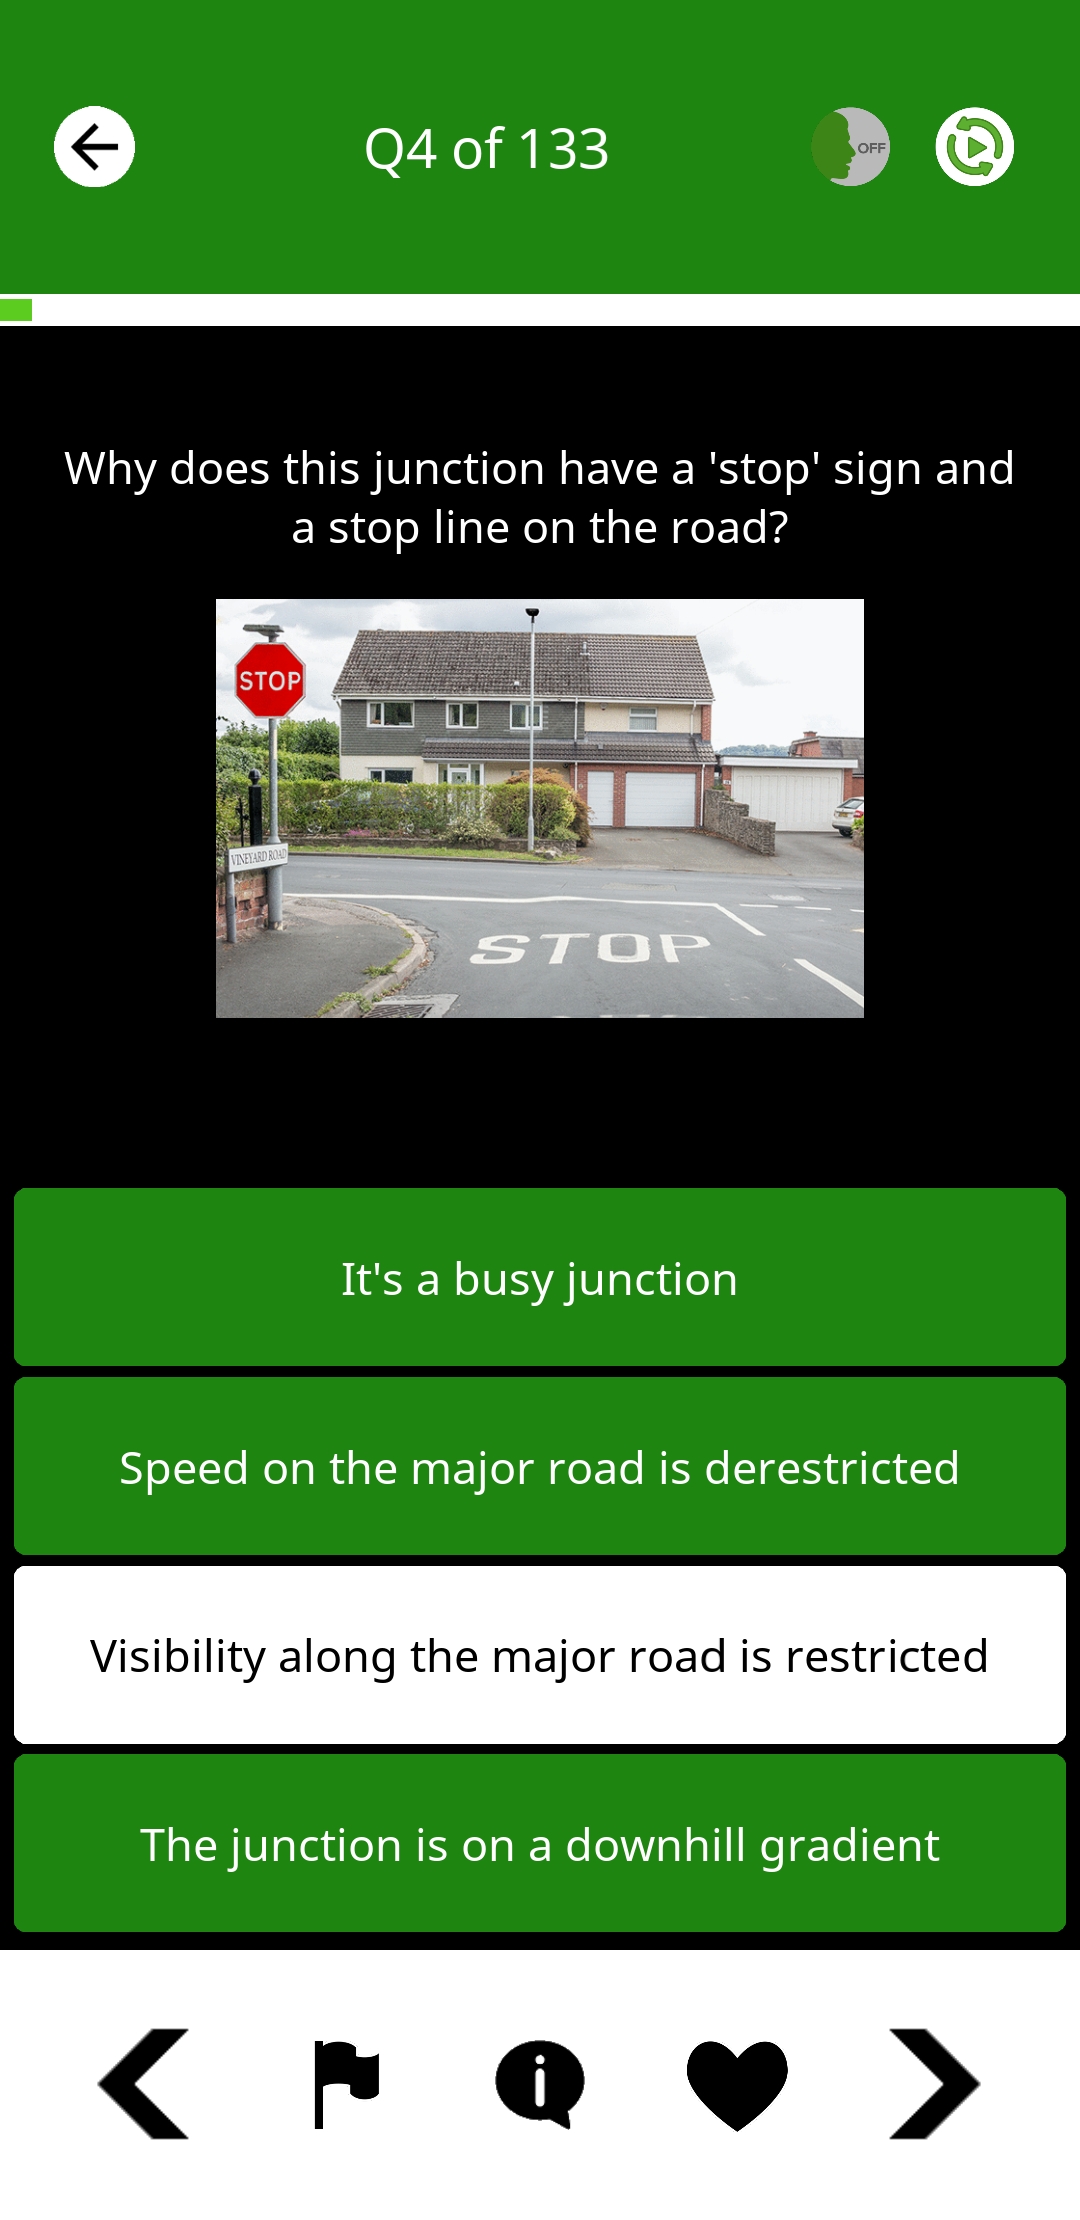 Q4 of 133
OFF
Why does this junction have a 'stop' sign and
a stop line on the road?
STOP
VINEYARD ROAD
STOP
It's a busy junction
Speed on the major road is derestricted
Visibility along the major road is restricted
The junction is on a downhill gradient